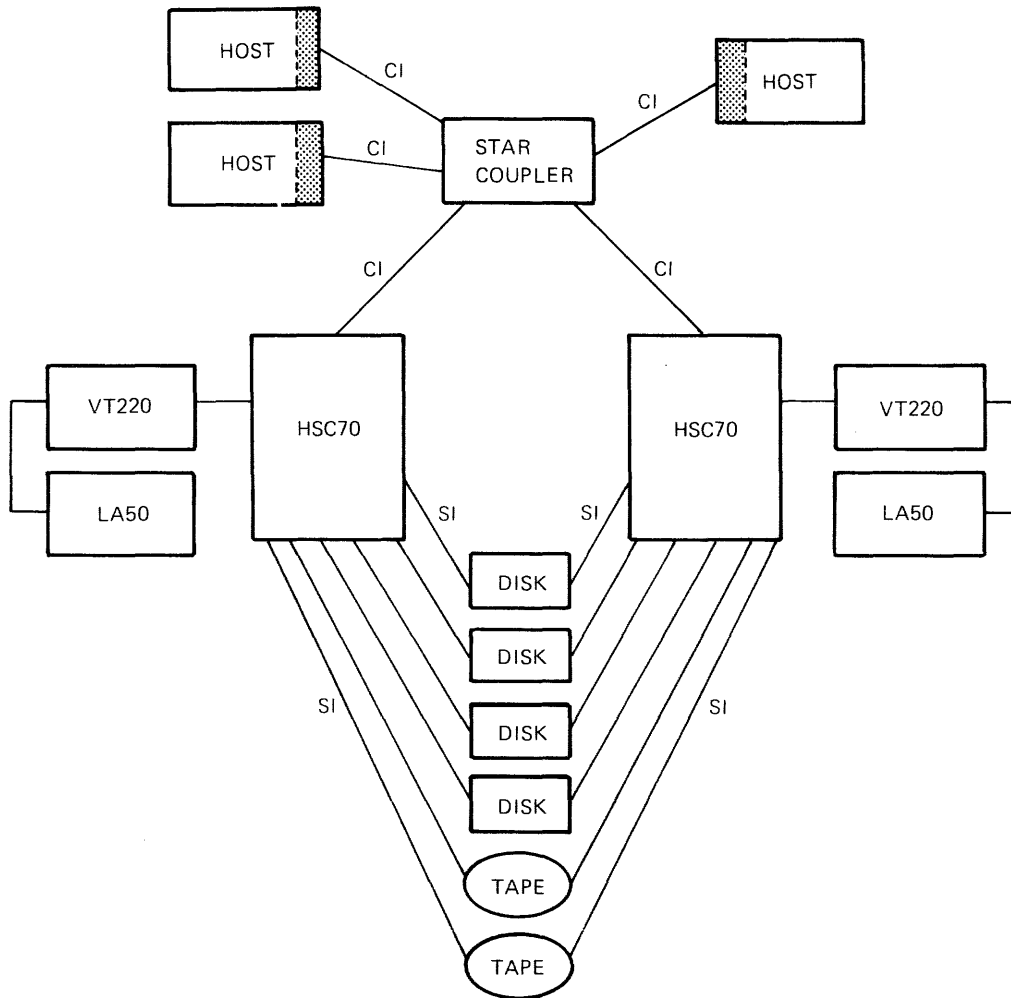 HOST
CI
HOST
CI
STAR
COUPLER
CI
HOST
CI
CI
VT220
HSC70
HSC70
VT220
LA50
LA50
SI
SI
DISK
DISK
SI
SI
DISK
DISK
TAPE
TAPE